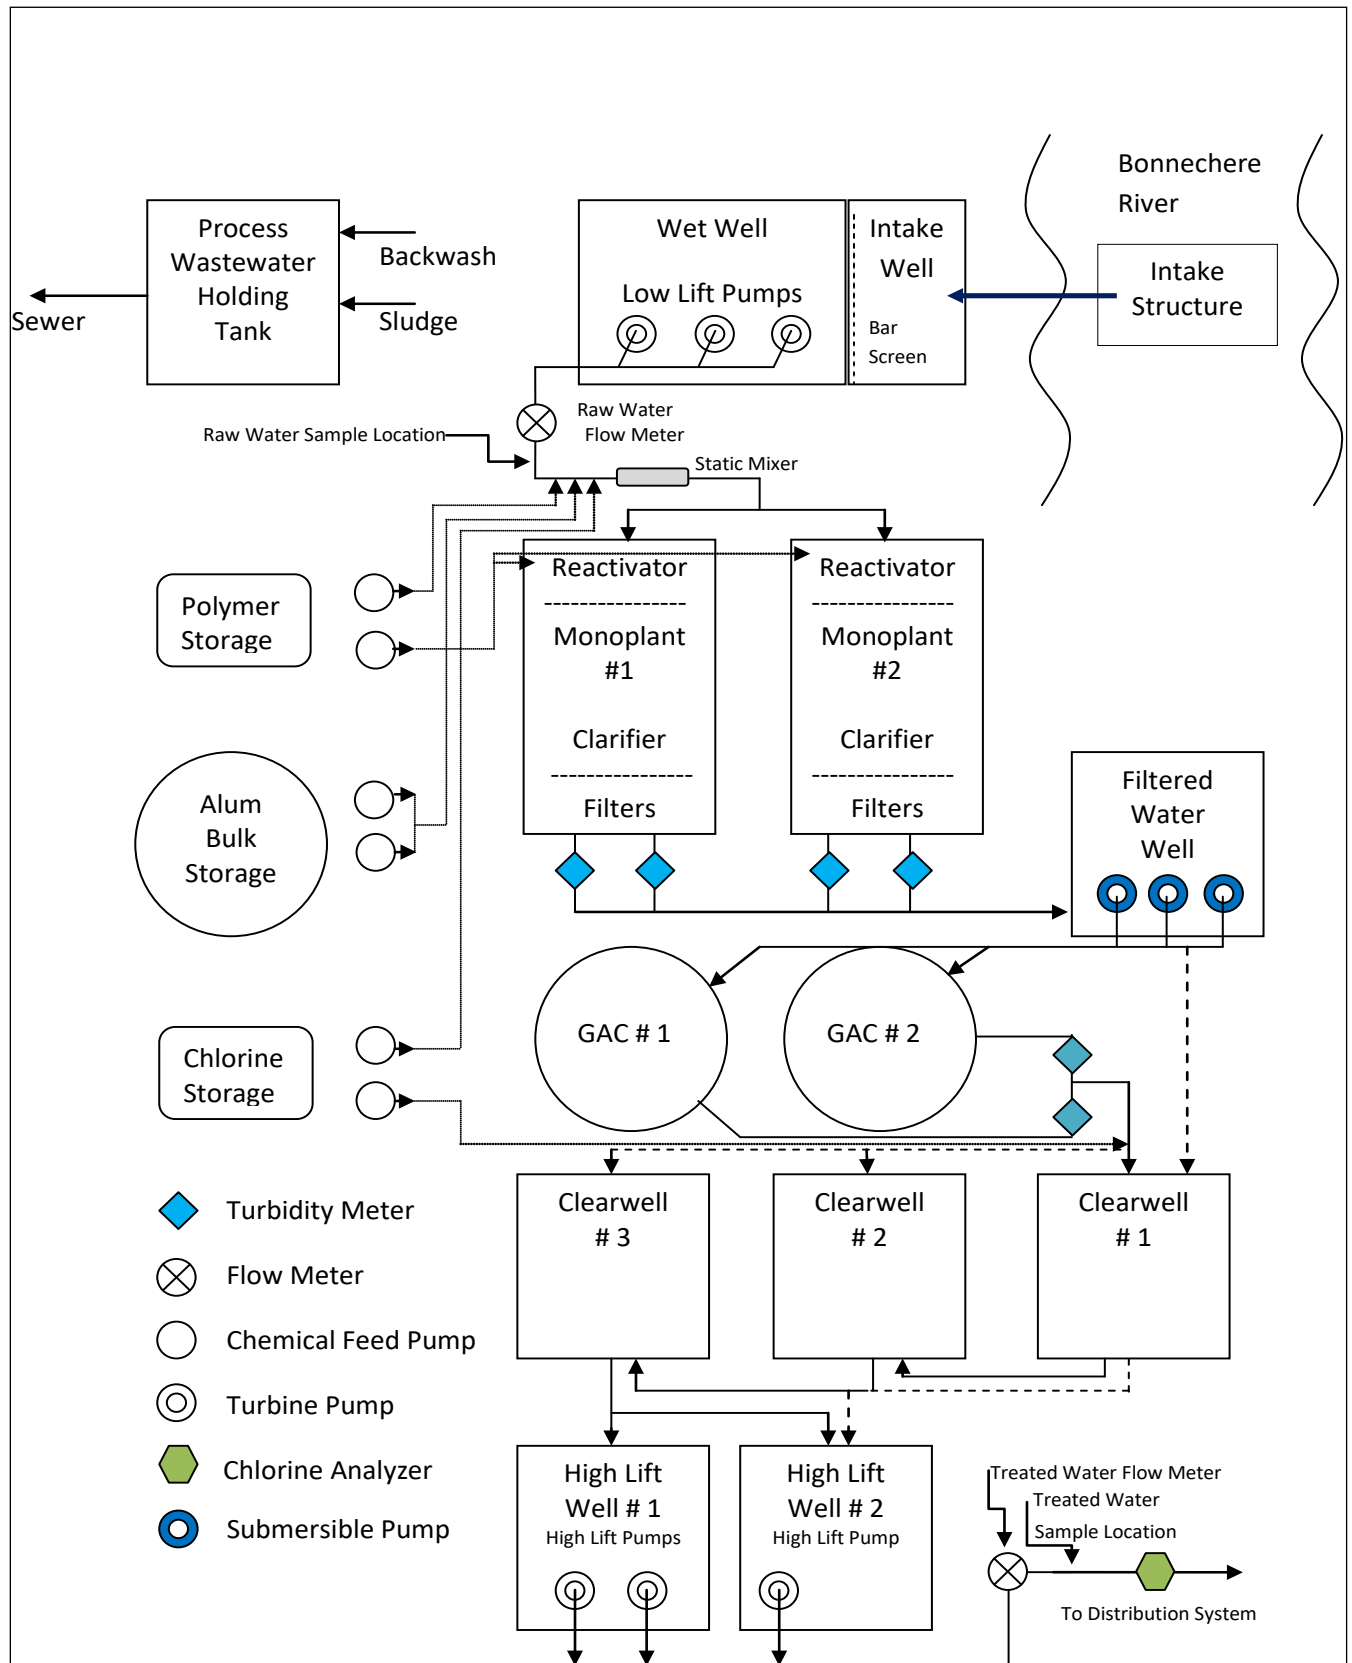 Bonnechere
River
Intake
Structure
Process
Wastewater
Holding
Tank
Backwash
Sludge
Sewer
Wet Well
Low Lift Pumps
Intake
Well
Bar
Screen
Raw Water
Flow Meter
Raw Water Sample Location
Static Mixer
Reactivator
Monoplant
#1
Clarifier
Filters
Reactivator
Monoplant
#2
Clarifier
Filters
Polymer
Storage
Alum
Bulk
Storage
Filtered
Water
Well
GAC # 1
GAC # 2
Chlorine
Storage
Clearwell
# 3
Clearwell
# 2
Clearwell
# 1
Turbidity Meter
Flow Meter
Chemical Feed Pump
Turbine Pump
Chlorine Analyzer
Submersible Pump
High Lift
Well # 1
High Lift Pumps
High Lift
Well # 2
High Lift Pump
Treated Water Flow Meter
Treated Water
Sample Location
To Distribution System